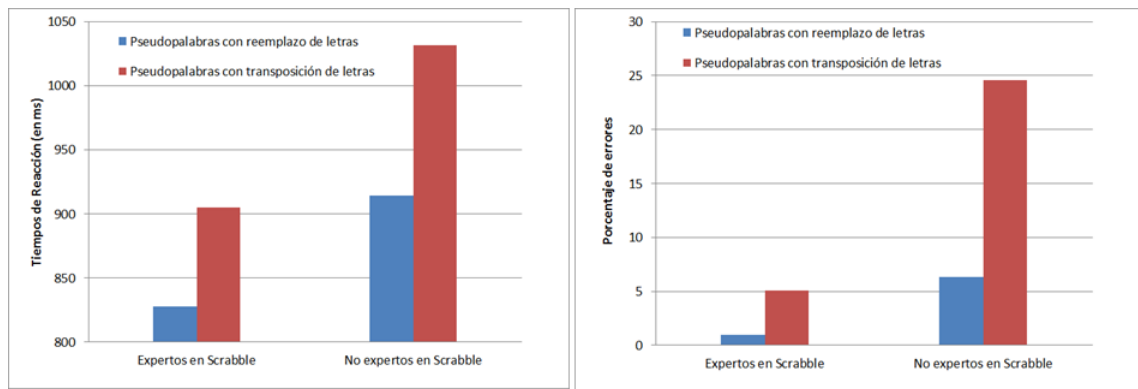 Tiempos de Reacción (en ms)
1050
1000
950
900
850
800
Pseudopalabras con reemplazo de letras
Pseudopalabras con transposición de letras
Expertos en Scrabble
No expertos en Scrabble
Porcentaje de errores
30
25
20
15
10
5
0
Pseudopalabras con reemplazo de letras
Pseudopalabras con transposición de letras
Expertos en Scrabble
No expertos en Scrabble